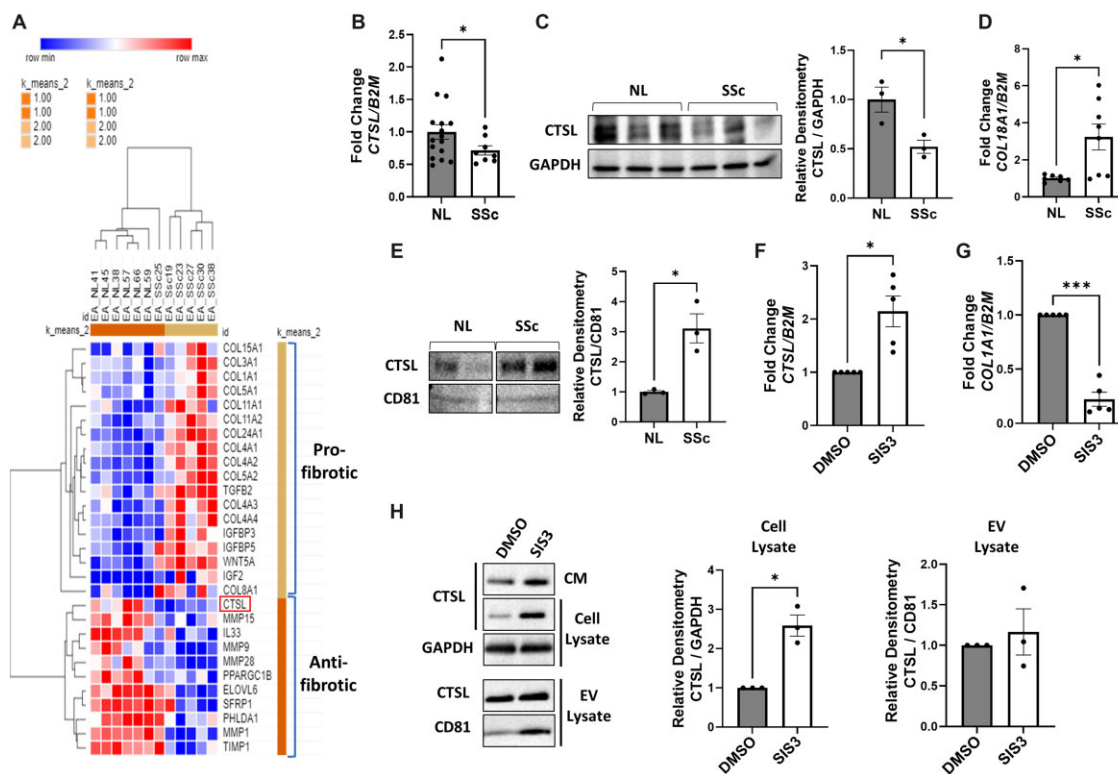 A
row min
row max
k_means_2
k_means_2
1.00
1.00
1.00
1.00
2.00
2.00
2.00
2.00
id
EA_NL41
EA_NL45
EA_NL38
EA_NL57
EA_NL66
EA_NL59
EA_SSc25
EA_SSc19
EA_SSc23
EA_SSc27
EA_SSc30
EA_SSc38
k_means_2
id
k_means_2
COL15A1
COL3A1
COL1A1
COL5A1
COL11A1
COL11A2
COL24A1
COL4A1
COL4A2
COL5A2
TGFB2
COL4A3
COL4A4
IGFBP3
IGFBP5
WNT5A
IGF2
COL8A1
CTSL
MMP15
IL33
MMP9
MMP28
PPARGC1B
ELOVL6
SFRP1
PHLDA1
MMP1
TIMP1
Pro-
fibrotic
Anti-
fibrotic
B
Fold Change
CTSL/B2M
2.5
2.0
1.5
1.0
0.5
0.0
*
NL
SSc
C
NL
SSc
CTSL
GAPDH
Relative Densitometry
CTSL / GAPDH
1.5
1.0
0.5
0.0
*
NL
SSc
D
Fold Change
COL18A1/B2M
8
6
4
2
0
*
NL
SSc
E
NL
SSc
CTSL
CD81
Relative Densitometry
CTSL/CD81
5
4
3
2
1
0
*
NL
SSc
F
Fold Change
CTSL/B2M
3
2
1
0
*
DMSO
SIS3
G
Fold Change
COL1A1/B2M
1.5
1.0
0.5
0.0
***
DMSO
SIS3
H
DMSO
SIS3
CTSL
CM
Cell
Lysate
GAPDH
CTSL
EV
Lysate
CD81
Cell
Lysate
Relative Densitometry
CTSL / GAPDH
4
3
2
1
0
*
DMSO
SIS3
EV
Lysate
Relative Densitometry
CTSL / CD81
2.0
1.5
1.0
0.5
0.0
DMSO
SIS3